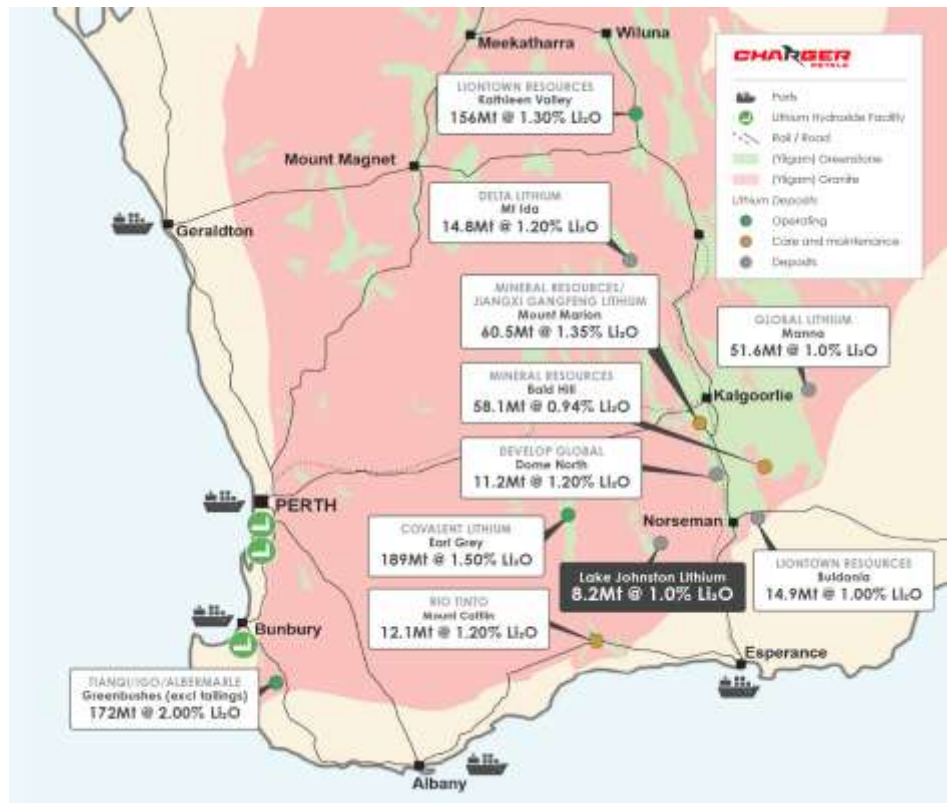 Meekatharra
Wiluna
CHARGER
METALS
Ports
Lithium Hydroxide Facility
Rail / Road
(Yilgarn) Greenstone
(Yilgarn) Granite
Lithium Deposits
Operating
Care and maintenance
Deposits
LIONTOWN RESOURCES
Kathleen Valley
156Mt @ 1.30% Li₂O
Mount Magnet
Geraldton
DELTA LITHIUM
Mt Ida
14.8Mt @ 1.20% Li₂O
MINERAL RESOURCES/
JIANGXI GANGFENG LITHIUM
Mount Marion
60.5Mt @ 1.35% Li₂O
GLOBAL LITHIUM
Manna
51.6Mt @ 1.0% Li₂O
MINERAL RESOURCES
Bald Hill
58.1Mt @ 0.94% Li₂O
Kalgoorlie
DEVELOP GLOBAL
Dome North
11.2Mt @ 1.20% Li₂O
PERTH
COVALENT LITHIUM
Earl Grey
189Mt @ 1.50% Li₂O
Norseman
Lake Johnston Lithium
8.2Mt @ 1.0% Li₂O
LIONTOWN RESOURCES
Buldania
14.9Mt @ 1.00% Li₂O
RIO TINTO
Mount Cattlin
12.1Mt @ 1.20% Li₂O
Bunbury
Esperance
TIANQI/IGO/ALBERMARLE
Greenbushes (excl tailings)
172Mt @ 2.00% Li₂O
Albany